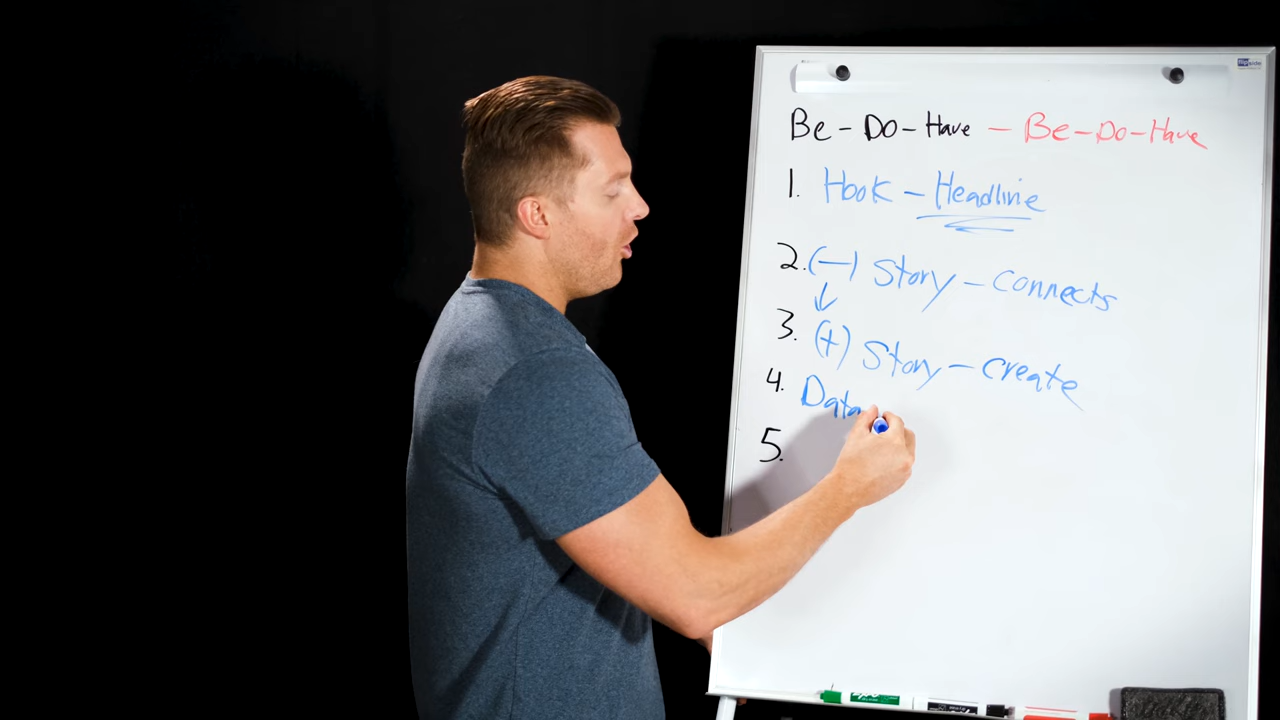 Be - Do - Have - Be - Do - Have
1. Hook - Headline
2. (-) Story - connects
3. (+) Story - create
4. Data
5.